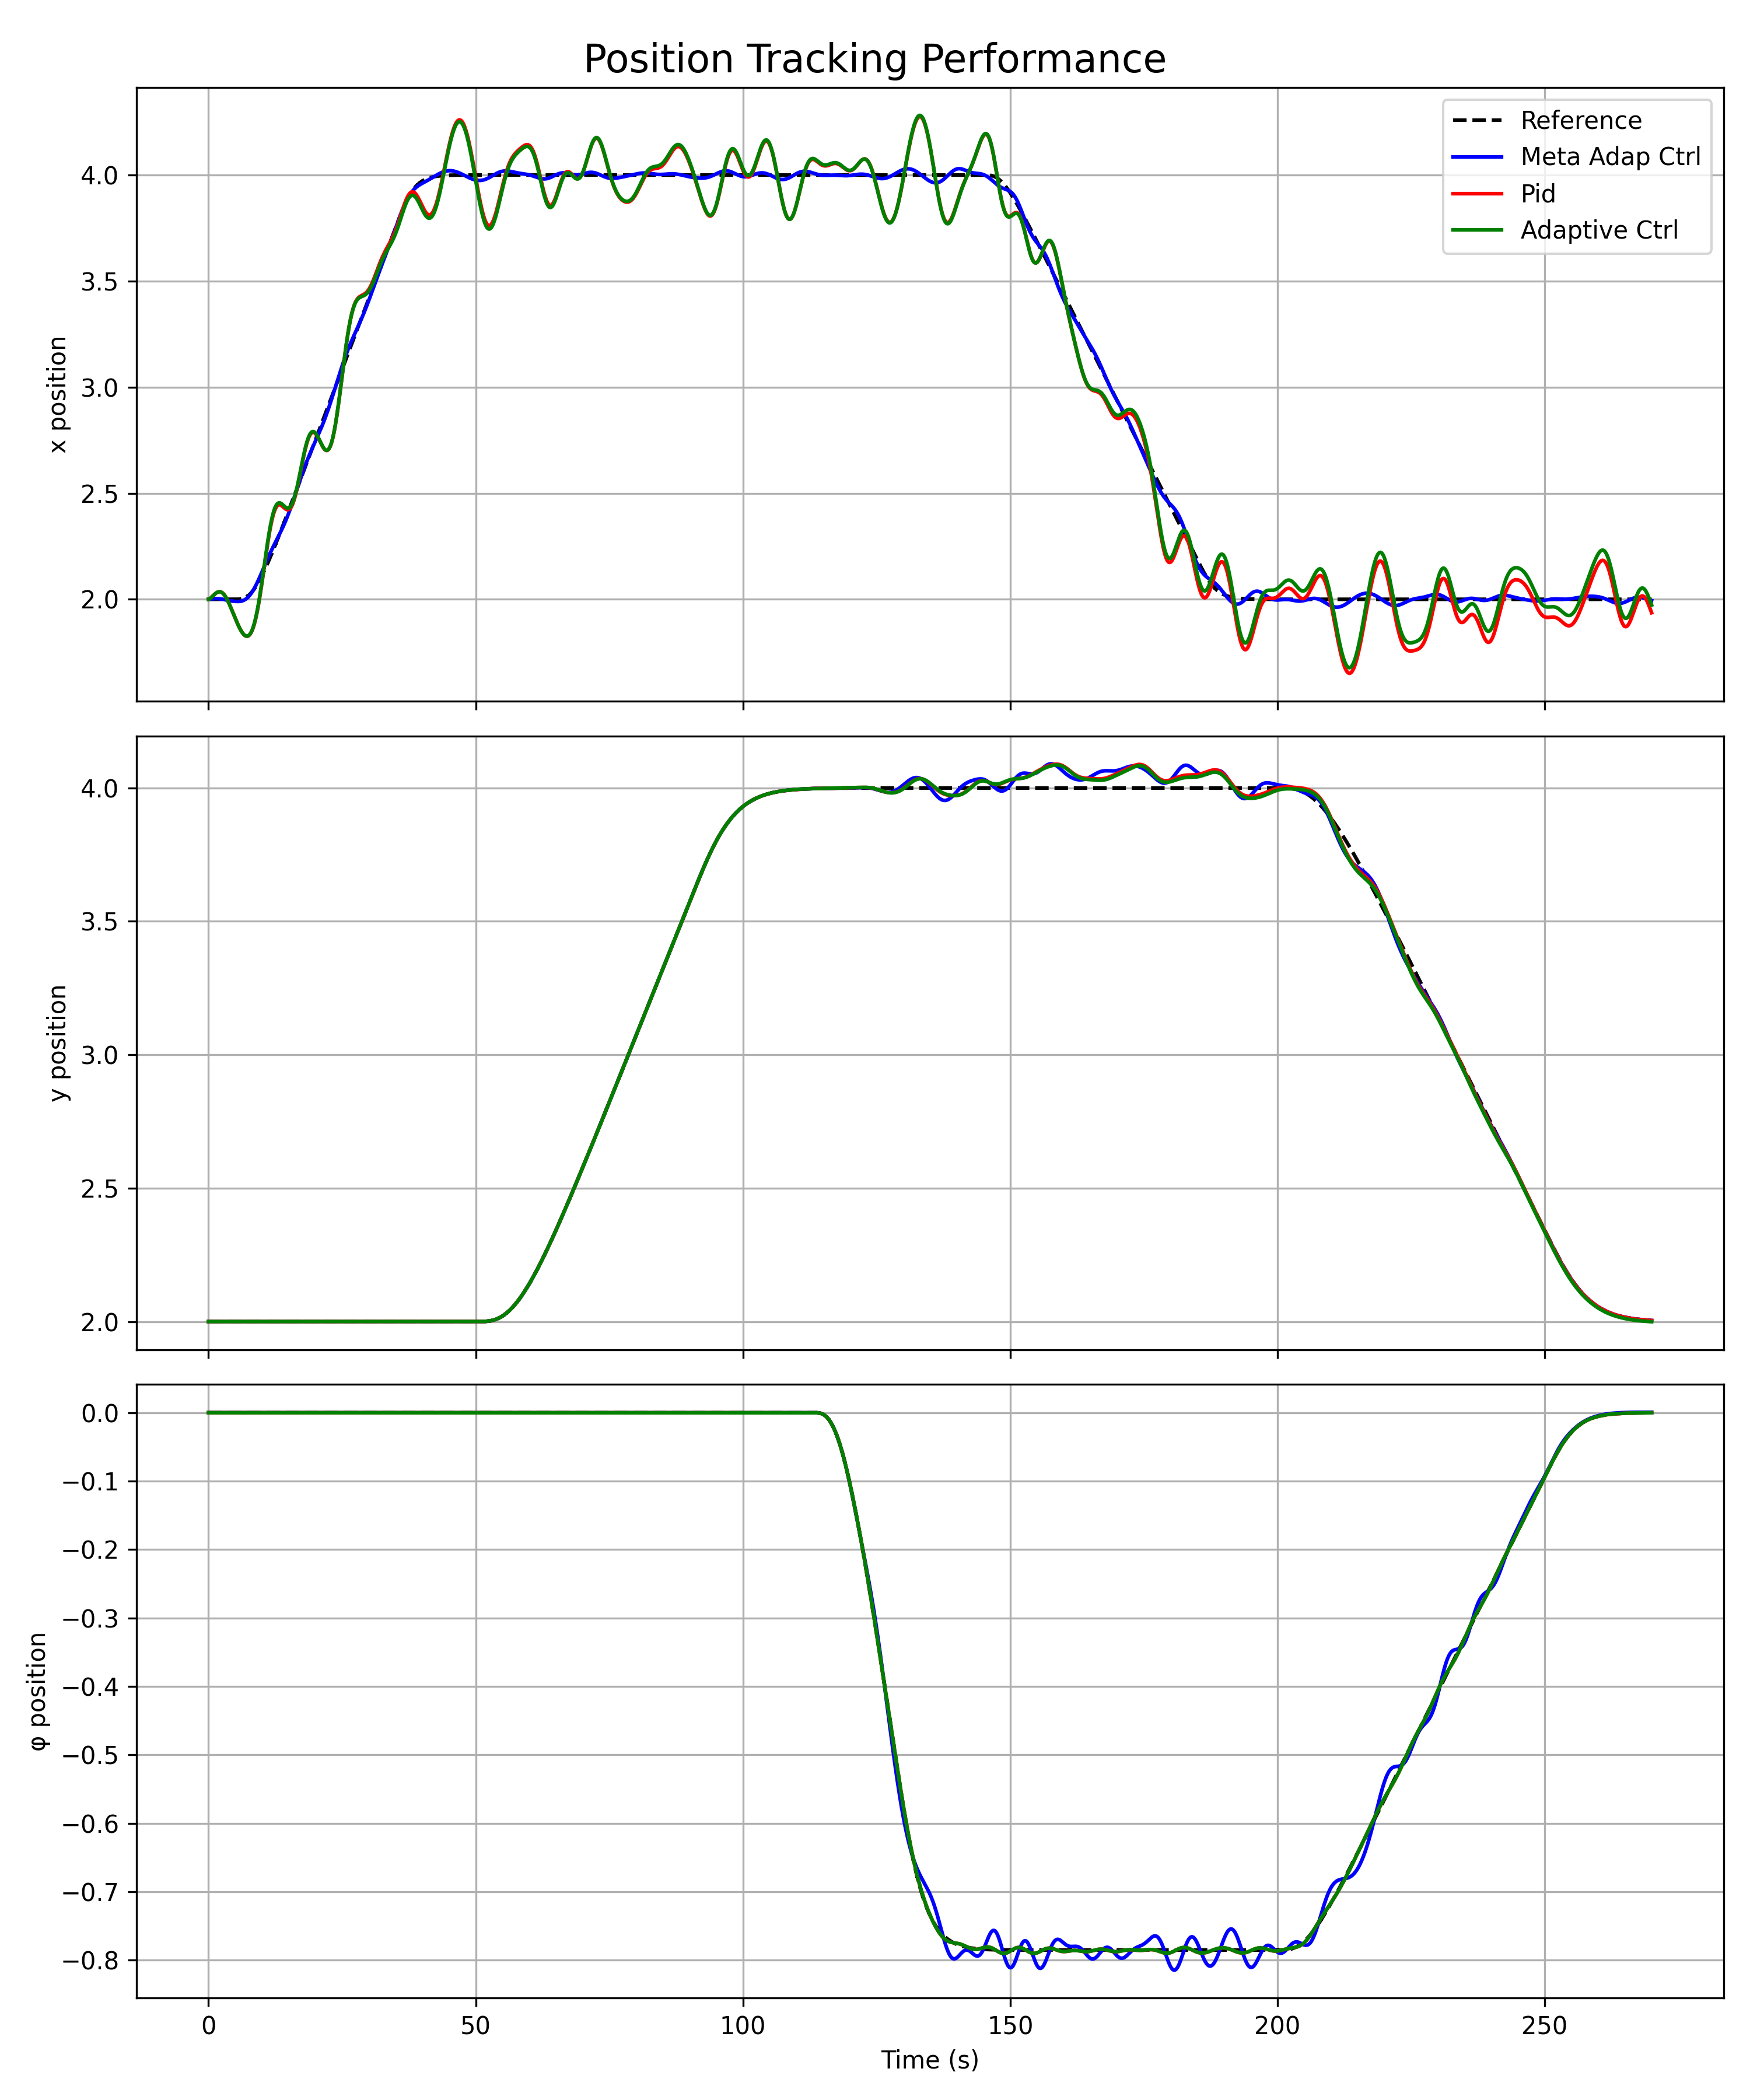 Position Tracking Performance
Reference
Meta Adap Ctrl
Pid
Adaptive Ctrl
x position
4.0
3.5
3.0
2.5
2.0
y position
4.0
3.5
3.0
2.5
2.0
φ position
0.0
−0.1
−0.2
−0.3
−0.4
−0.5
−0.6
−0.7
−0.8
0 50 100 150 200 250
Time (s)